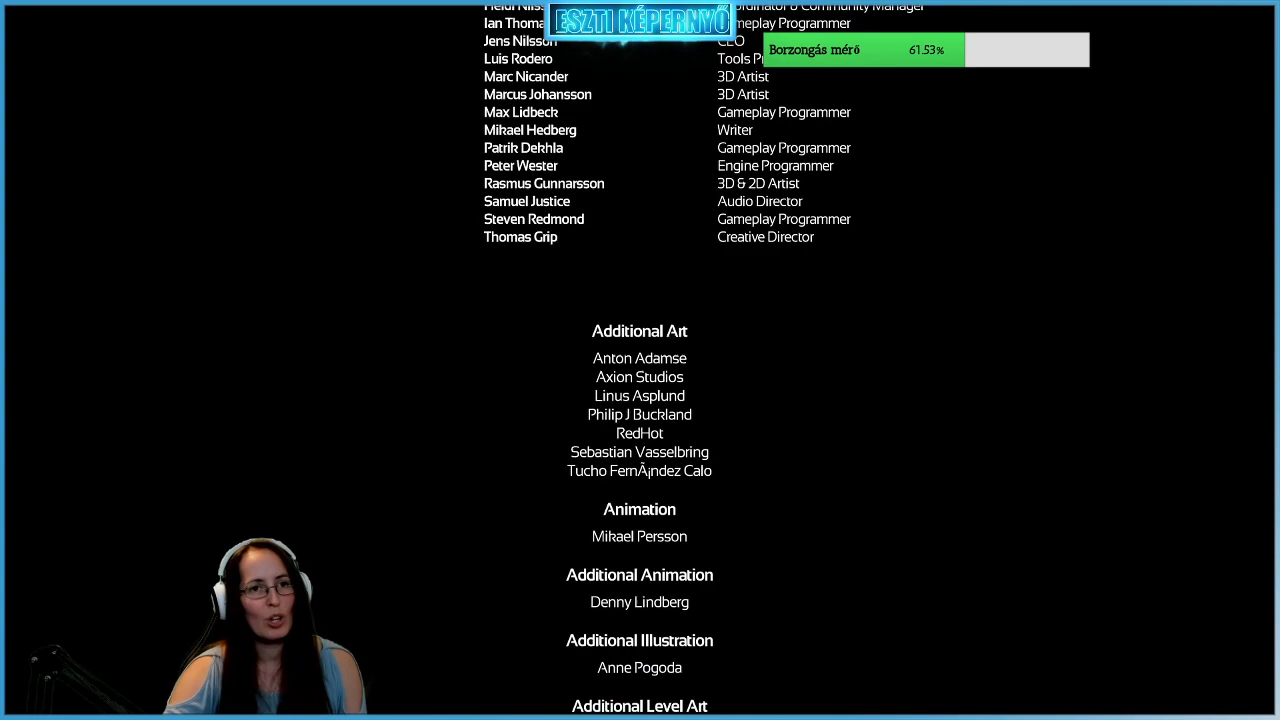 ESZTI KÉPERNYŐ
Borzongás mérő 61.53%
Heidi
Community Manager
Ian
Programmer
Jens Nilsson CEO
Luis Rodero Tools
Marc Nicander 3D Artist
Marcus Johansson 3D Artist
Max Lidbeck Gameplay Programmer
Mikael Hedberg Writer
Patrik Dekhla Gameplay Programmer
Peter Wester Engine Programmer
Rasmus Gunnarsson 3D & 2D Artist
Samuel Justice Audio Director
Steven Redmond Gameplay Programmer
Thomas Grip Creative Director
Additional Art
Anton Adamse
Axion Studios
Linus Asplund
Philip J Buckland
RedHot
Sebastian Vasselbring
Tucho FernÃ¡ndez Calo
Animation
Mikael Persson
Additional Animation
Denny Lindberg
Additional Illustration
Anne Pogoda
Additional Level Art